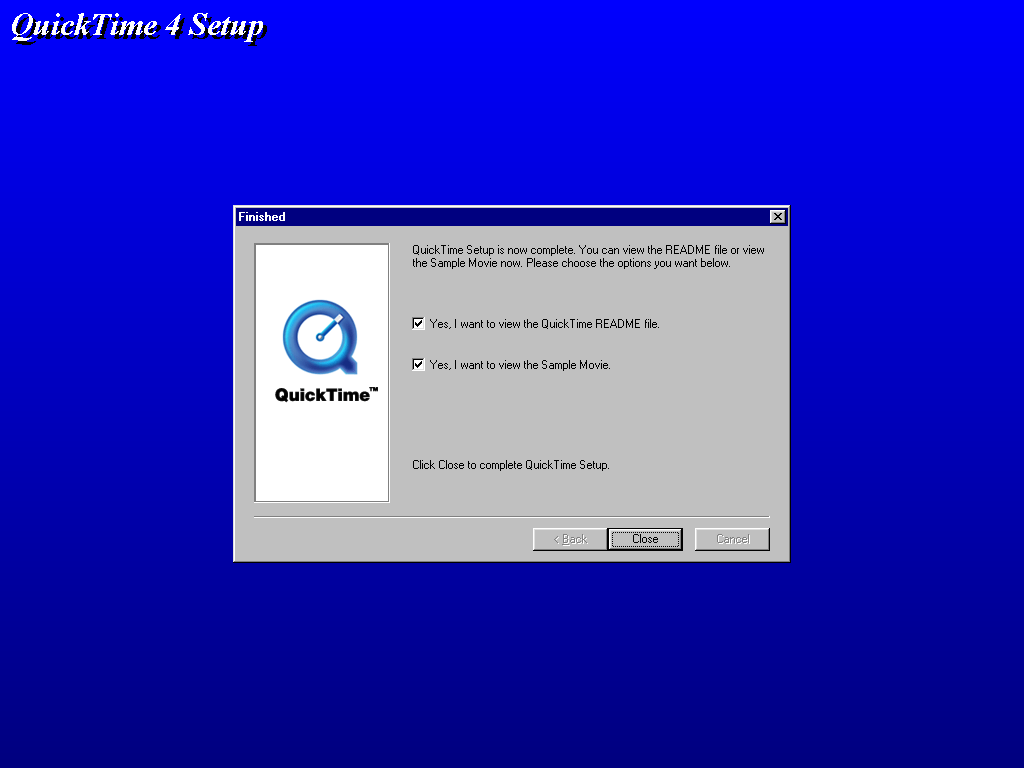 QuickTime 4 Setup
Finished
QuickTime Setup is now complete. You can view the README file or view
the Sample Movie now. Please choose the options you want below.
Yes, I want to view the QuickTime README file.
Yes, I want to view the Sample Movie.
QuickTime™
Click Close to complete QuickTime Setup.
< Back
Close
Cancel